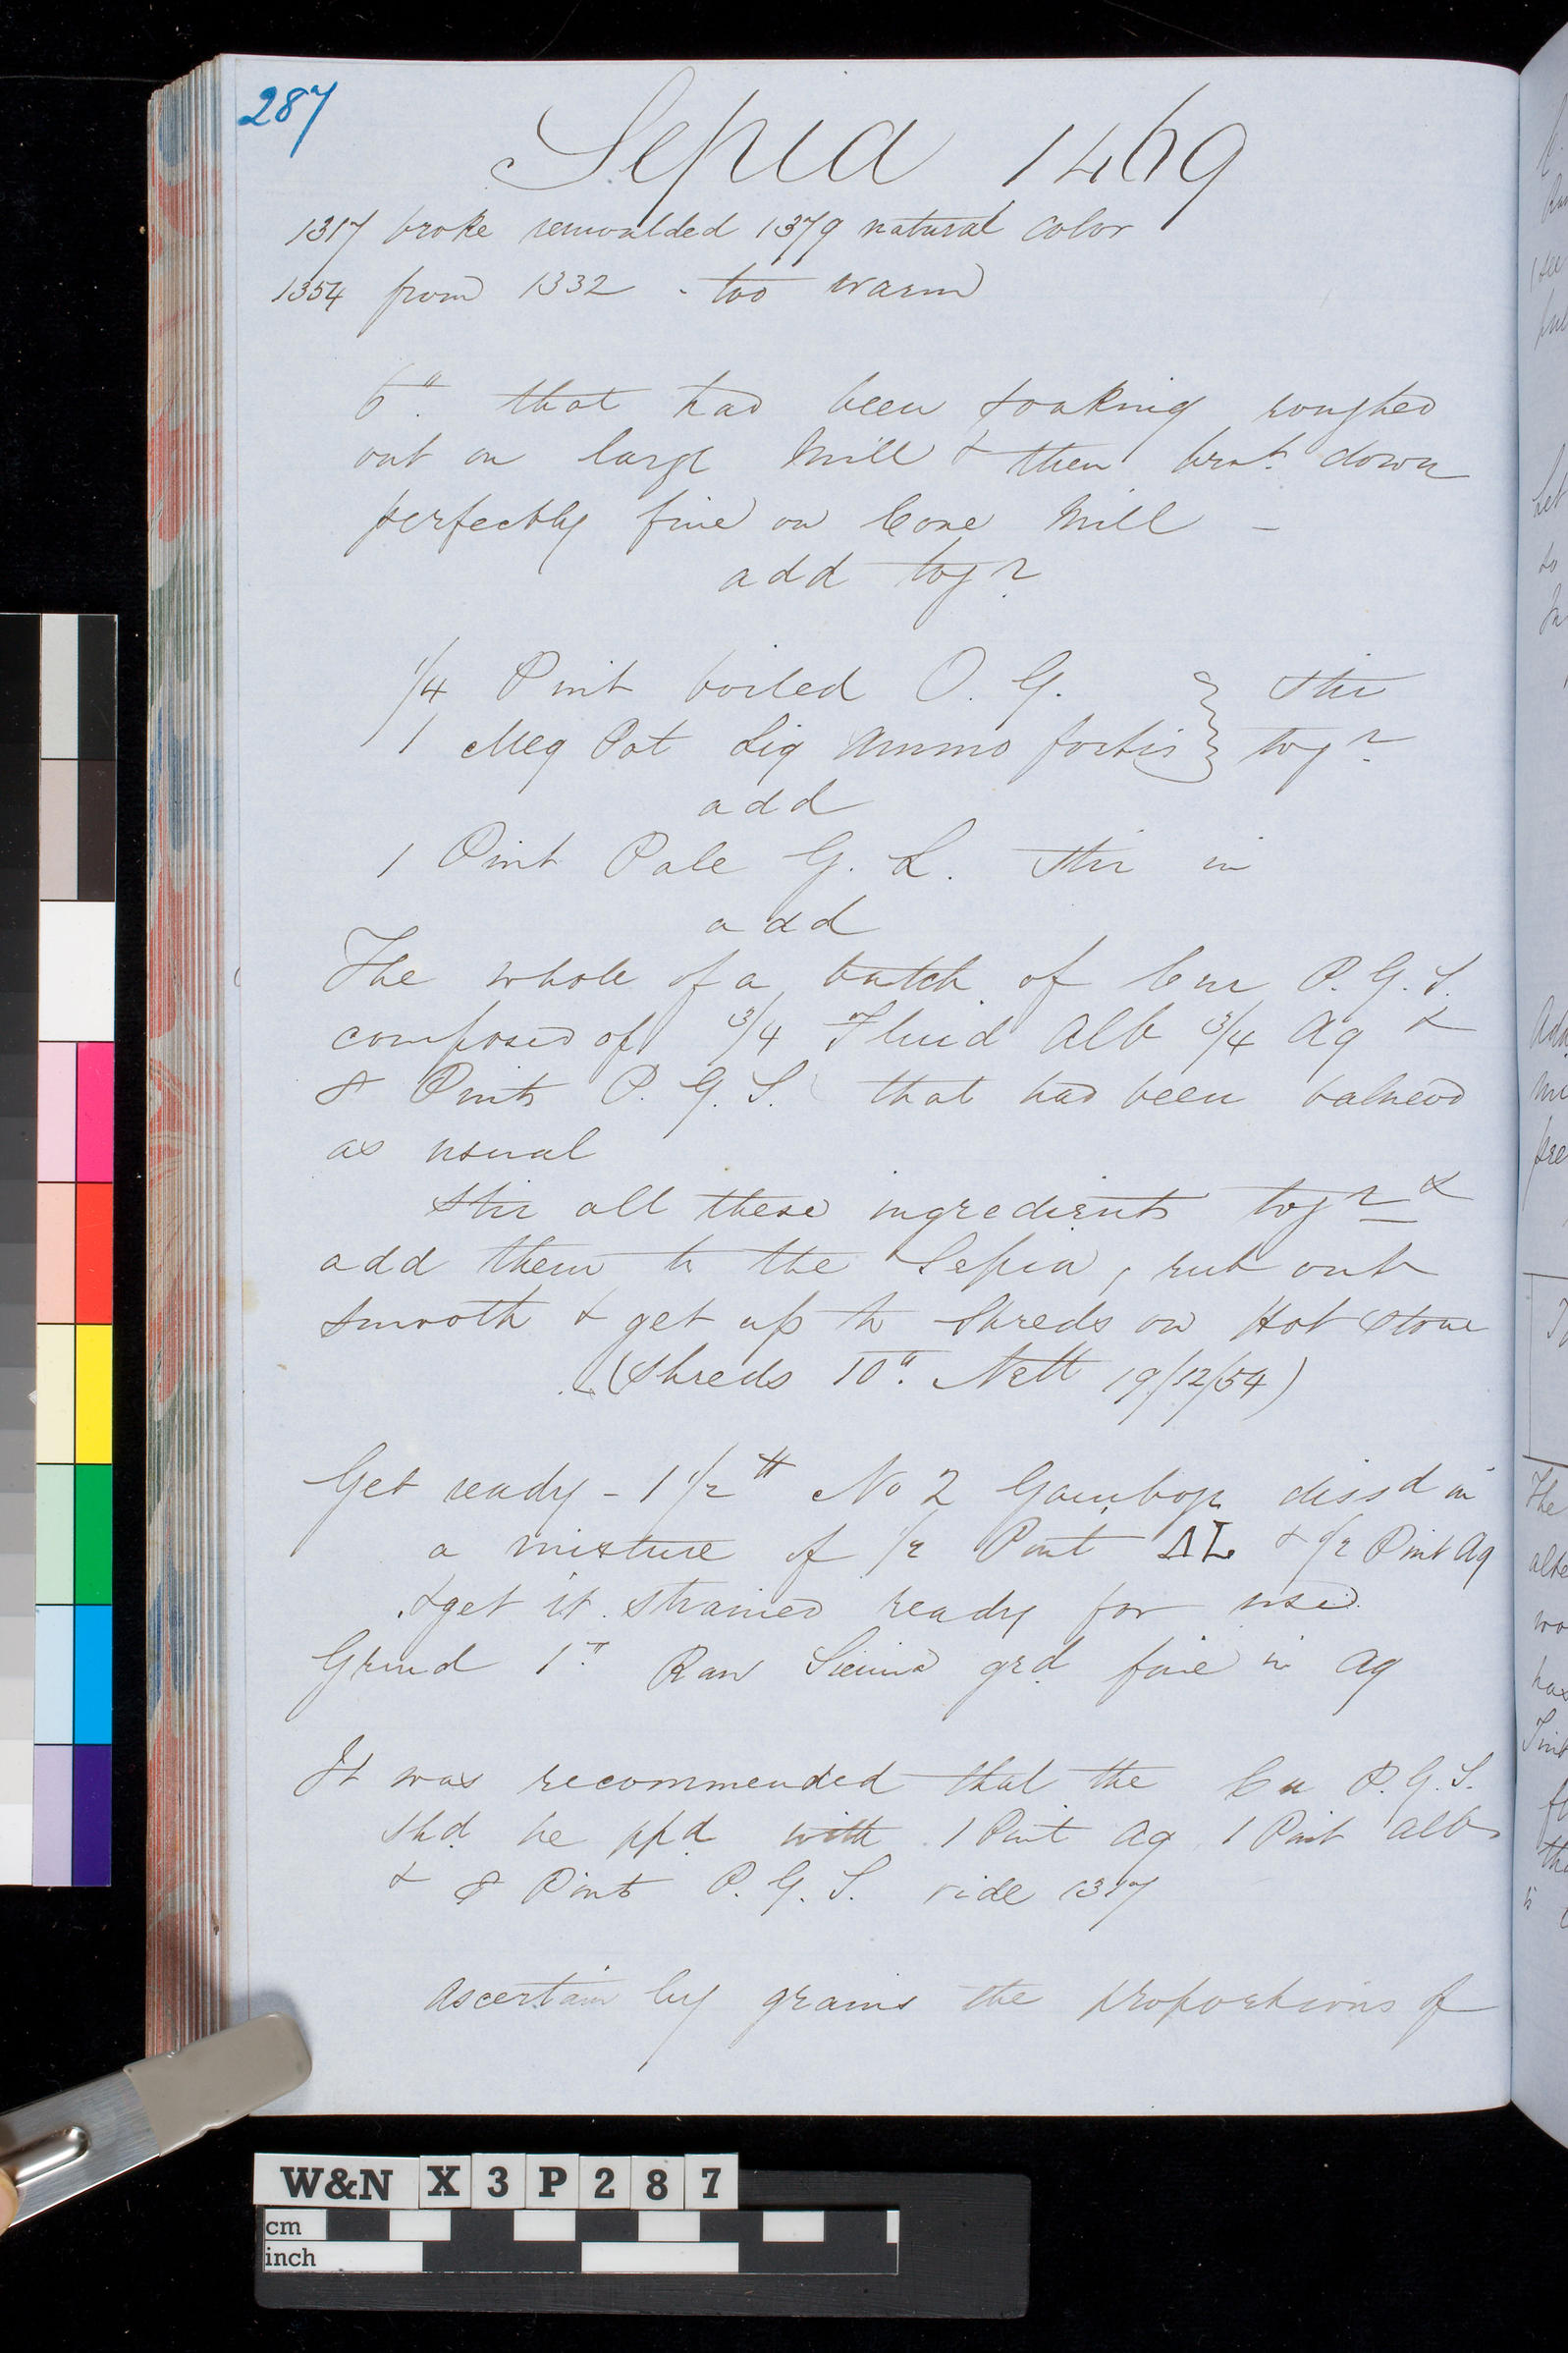 287
Sepia 1469
1317 broke remoulded 1379 natural color
1354 from 1332 . too warm
6". that had been soaking roughed
out on large Mill & then brot. down
perfectly fine on Cone Mill -
add togr
1/4 Pint boiled O. G. } Stir
1 Meg Pot Liq Ammo fortis } togr
add
1 Pint Pale G. L. Stir in
add
The whole of a batch of Cm P. G. S.
composed of 3/4 Fluid Alb 3/4 Aq &
8 Pints P. G. S. that had been balneod
as usual
Stir all these ingredients togr &
add them to the Sepia, rub out
smooth & get up to Shreds on Hot Stone
(Shreds 10". Nett 19/12/54)
Get ready - 1 1/2 # No 2 Gamboge dissd in
a mixture of 1/2 Pint ΔL & 1/2 Pint Aq
& get it strained ready for use.
Grind 1". Raw Sienna grd fine in Aq
It was recommended that the Cm P. G. S.
shd be ppd with 1 Pint Aq 1 Pint Alb
& 8 Pints P. G. S. vide 1317
Ascertain by grains the proportions of
W&N X 3 P 2 8 7
cm
inch